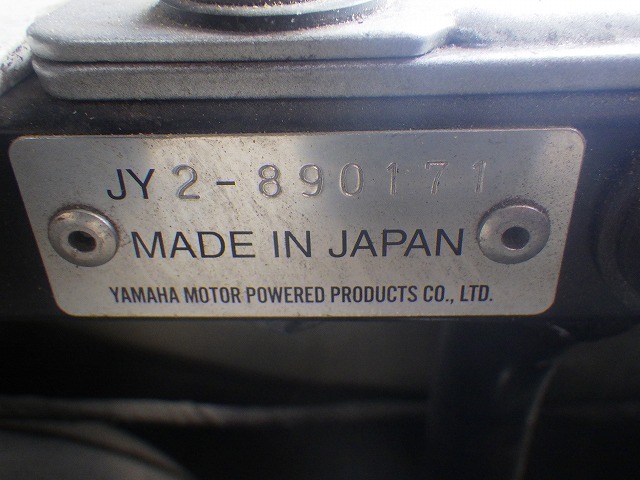 JY2-890171
MADE IN JAPAN
YAMAHA MOTOR POWERED PRODUCTS CO., LTD.